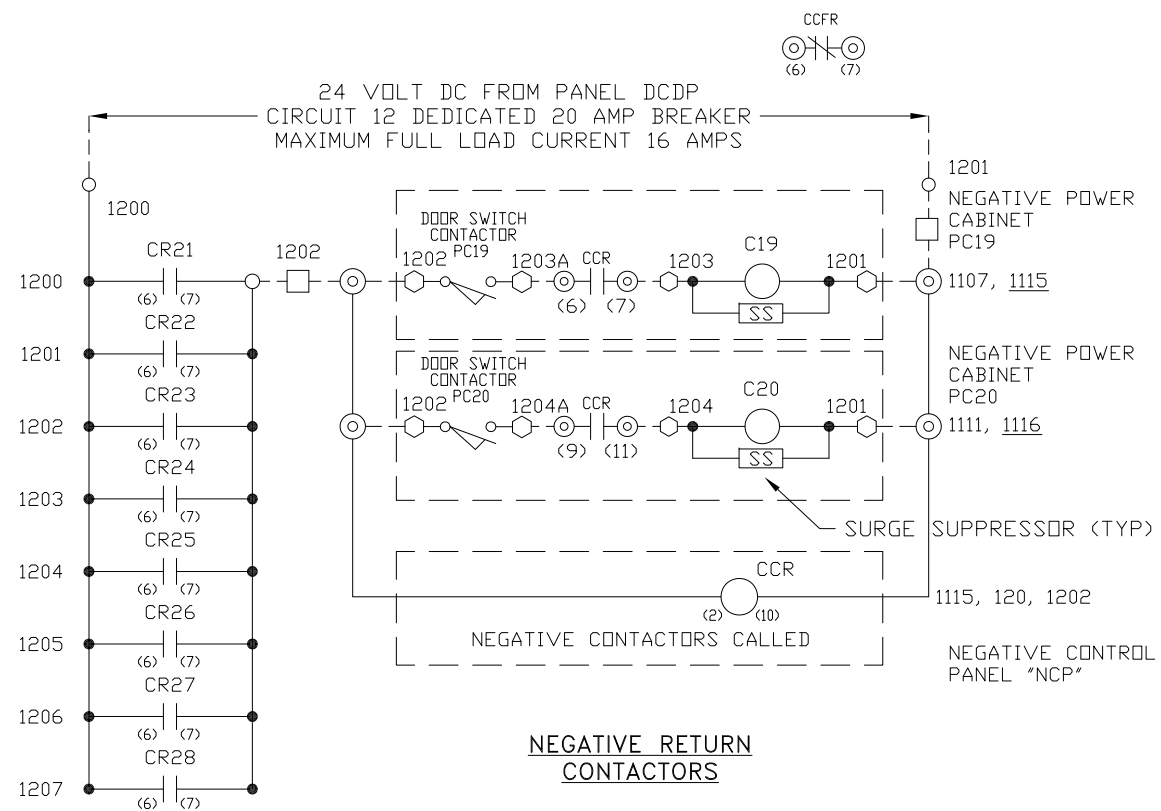 CCFR
(6) (7)
24 VOLT DC FROM PANEL DCDP
CIRCUIT 12 DEDICATED 20 AMP BREAKER
MAXIMUM FULL LOAD CURRENT 16 AMPS
1200
1201
NEGATIVE POWER
CABINET
PC19
DOOR SWITCH
CONTACTOR
PC19
1200
CR21
(6) (7)
1202
1202
1203A
CCR
(6) (7)
1203
C19
SS
1201
1107, 1115
1201
CR22
(6) (7)
NEGATIVE POWER
CABINET
PC20
DOOR SWITCH
CONTACTOR
PC20
1202
CR23
(6) (7)
1202
1204A
CCR
(9) (11)
1204
C20
SS
1201
1111, 1116
1203
CR24
(6) (7)
SURGE SUPPRESSOR (TYP)
1204
CR25
(6) (7)
CCR
(2) (10)
1115, 120, 1202
NEGATIVE CONTACTORS CALLED
1205
CR26
(6) (7)
NEGATIVE CONTROL
PANEL "NCP"
1206
CR27
(6) (7)
1207
CR28
(6) (7)
NEGATIVE RETURN
CONTACTORS